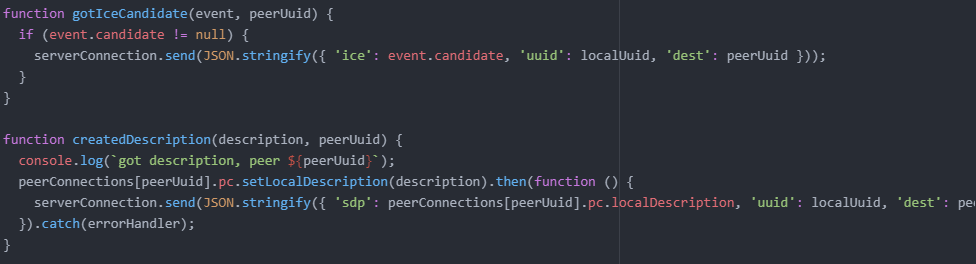 function gotIceCandidate(event, peerUuid) {
  if (event.candidate != null) {
    serverConnection.send(JSON.stringify({ 'ice': event.candidate, 'uuid': localUuid, 'dest': peerUuid }));
  }
}

function createdDescription(description, peerUuid) {
  console.log(`got description, peer ${peerUuid}`);
  peerConnections[peerUuid].pc.setLocalDescription(description).then(function () {
    serverConnection.send(JSON.stringify({ 'sdp': peerConnections[peerUuid].pc.localDescription, 'uuid': localUuid, 'dest': pee
  }).catch(errorHandler);
}